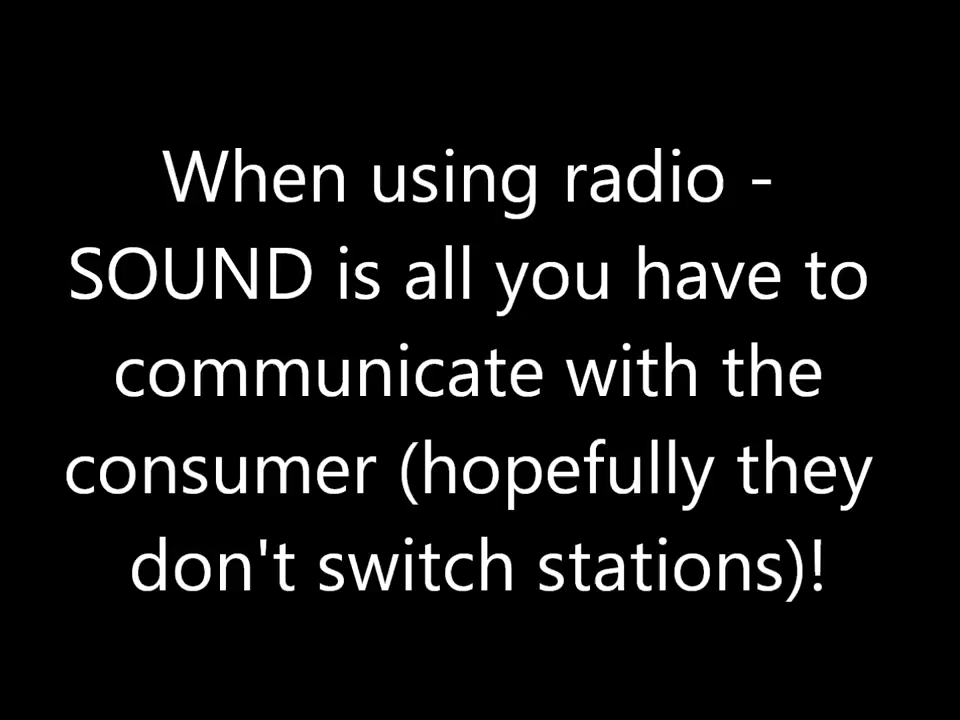 When using radio -
SOUND is all you have to
communicate with the
consumer (hopefully they
don't switch stations)!